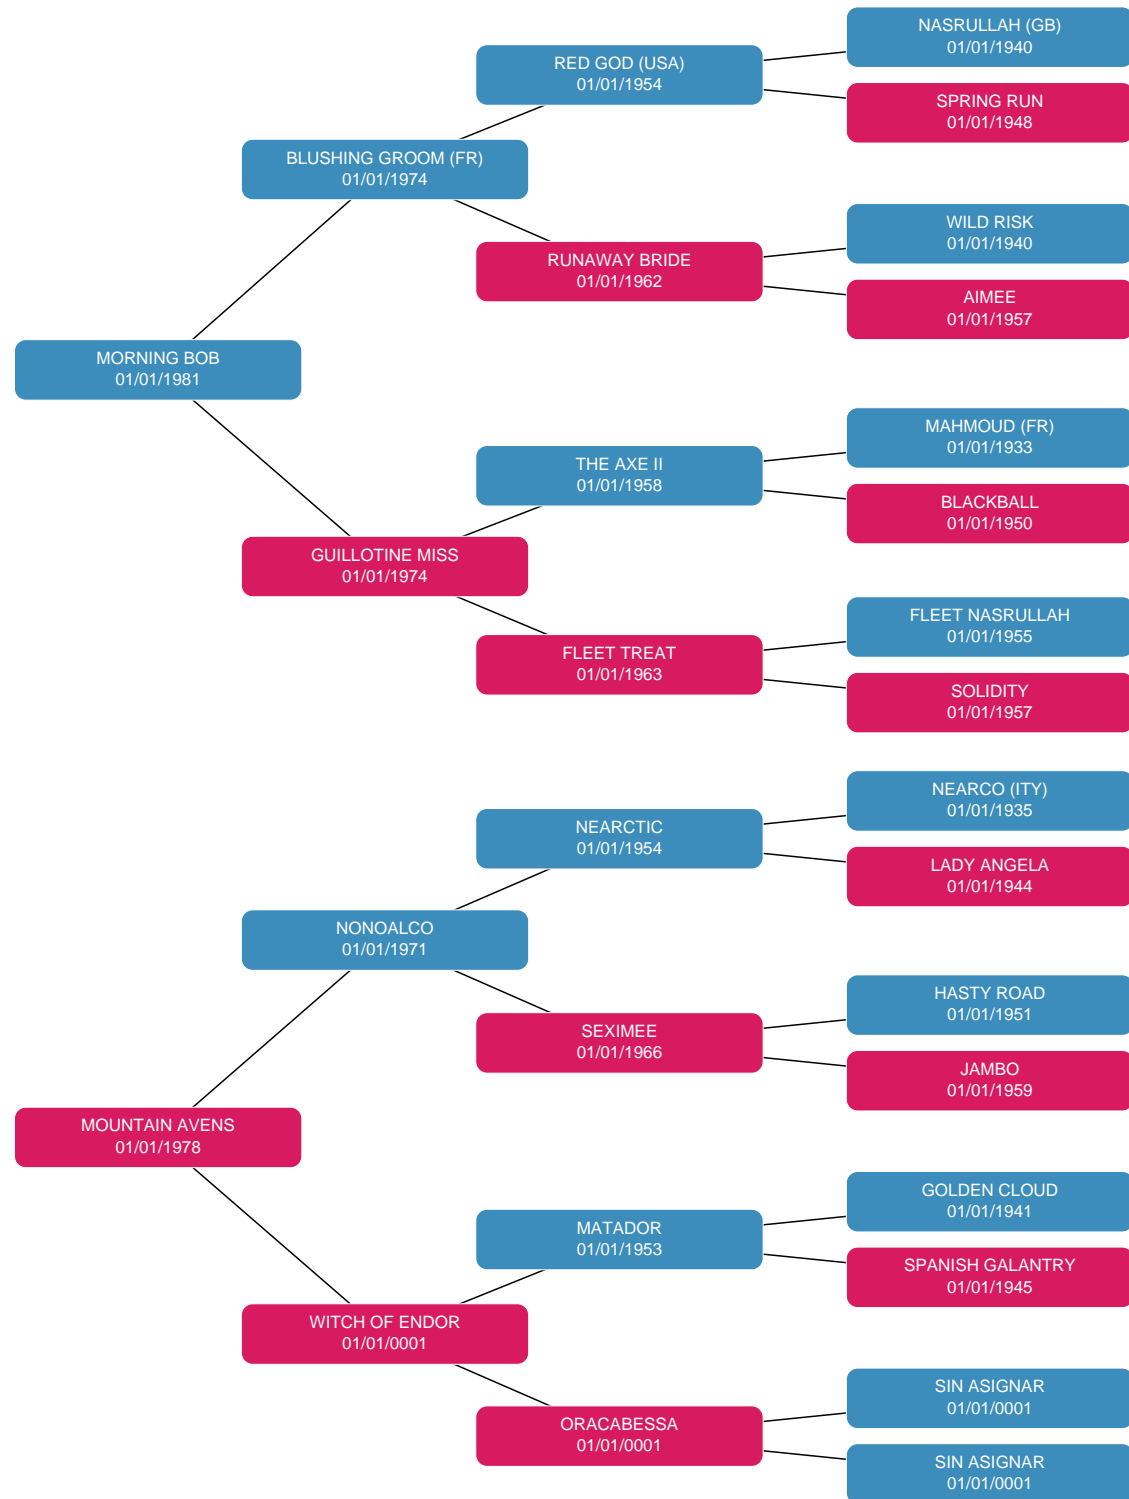 NASRULLAH (GB)
01/01/1940
RED GOD (USA)
01/01/1954
SPRING RUN
01/01/1948
BLUSHING GROOM (FR)
01/01/1974
WILD RISK
01/01/1940
RUNAWAY BRIDE
01/01/1962
AIMEE
01/01/1957
MORNING BOB
01/01/1981
MAHMOUD (FR)
01/01/1933
THE AXE II
01/01/1958
BLACKBALL
01/01/1950
GUILLOTINE MISS
01/01/1974
FLEET NASRULLAH
01/01/1955
FLEET TREAT
01/01/1963
SOLIDITY
01/01/1957
NEARCO (ITY)
01/01/1935
NEARCTIC
01/01/1954
LADY ANGELA
01/01/1944
NONOALCO
01/01/1971
HASTY ROAD
01/01/1951
SEXIMEE
01/01/1966
JAMBO
01/01/1959
MOUNTAIN AVENS
01/01/1978
GOLDEN CLOUD
01/01/1941
MATADOR
01/01/1953
SPANISH GALANTRY
01/01/1945
WITCH OF ENDOR
01/01/0001
SIN ASIGNAR
01/01/0001
ORACABESSA
01/01/0001
SIN ASIGNAR
01/01/0001